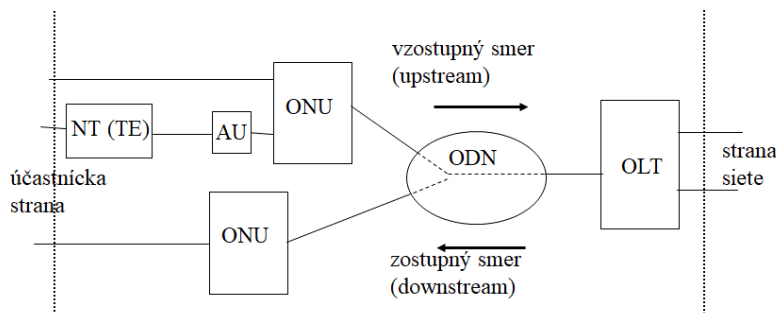 vzostupný smer
(upstream)
ONU
NT (TE)
AU
ODN
OLT
strana
siete
účastnícka
strana
ONU
zostupný smer
(downstream)